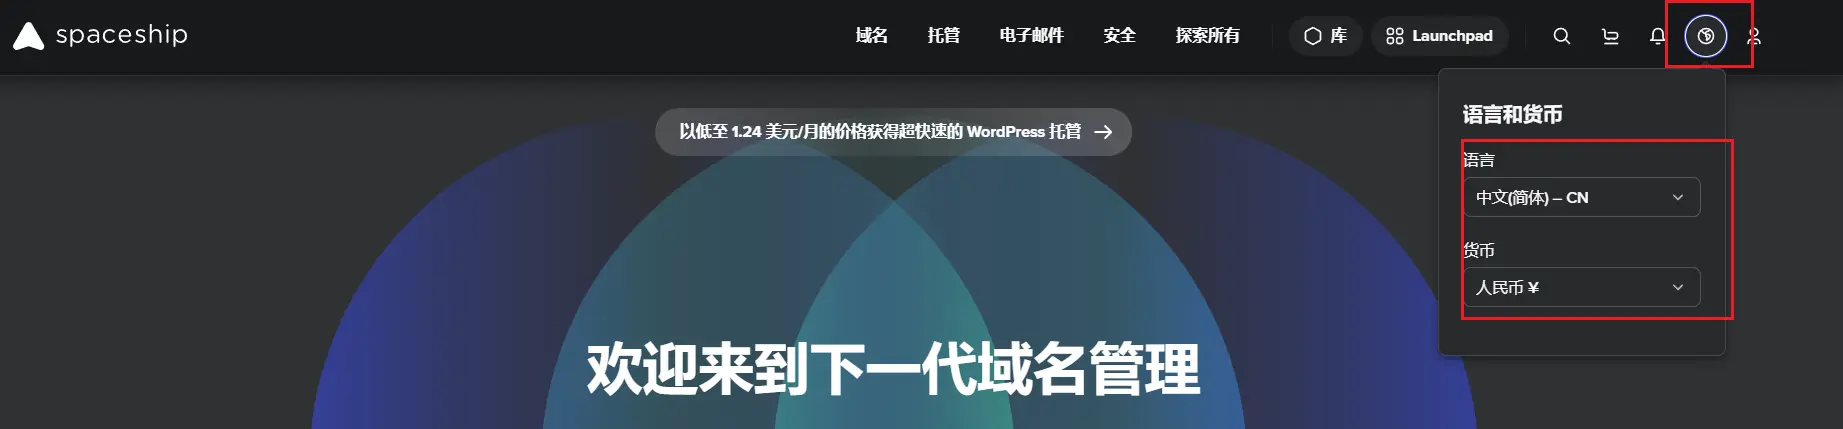 spaceship
域名 托管 电子邮件 安全 探索所有 库 Launchpad
以低至 1.24 美元/月的价格获得超快速的 WordPress 托管
语言和货币
语言
中文(简体) – CN
货币
人民币 ¥
欢迎来到下一代域名管理